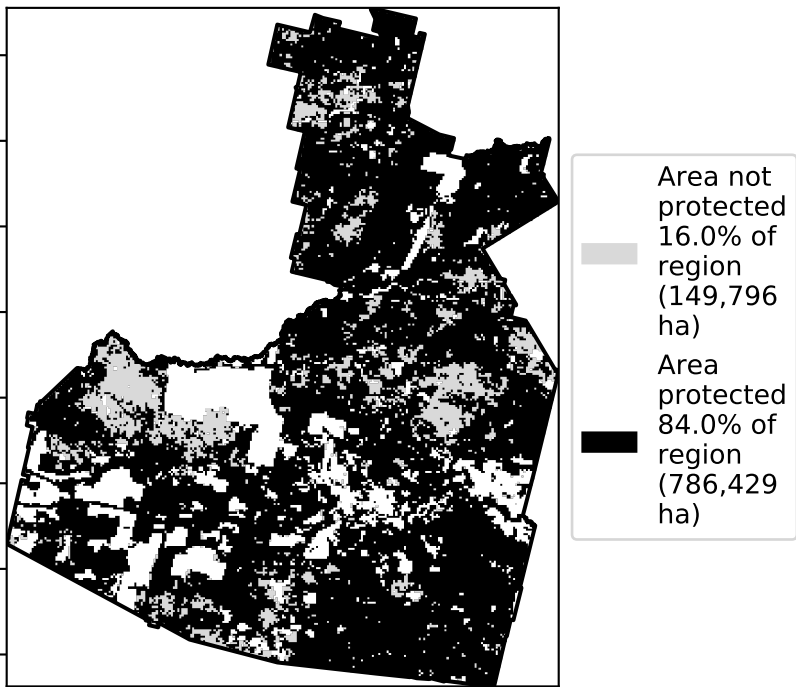 Area not
protected
16.0% of
region
(149,796
ha)
Area
protected
84.0% of
region
(786,429
ha)